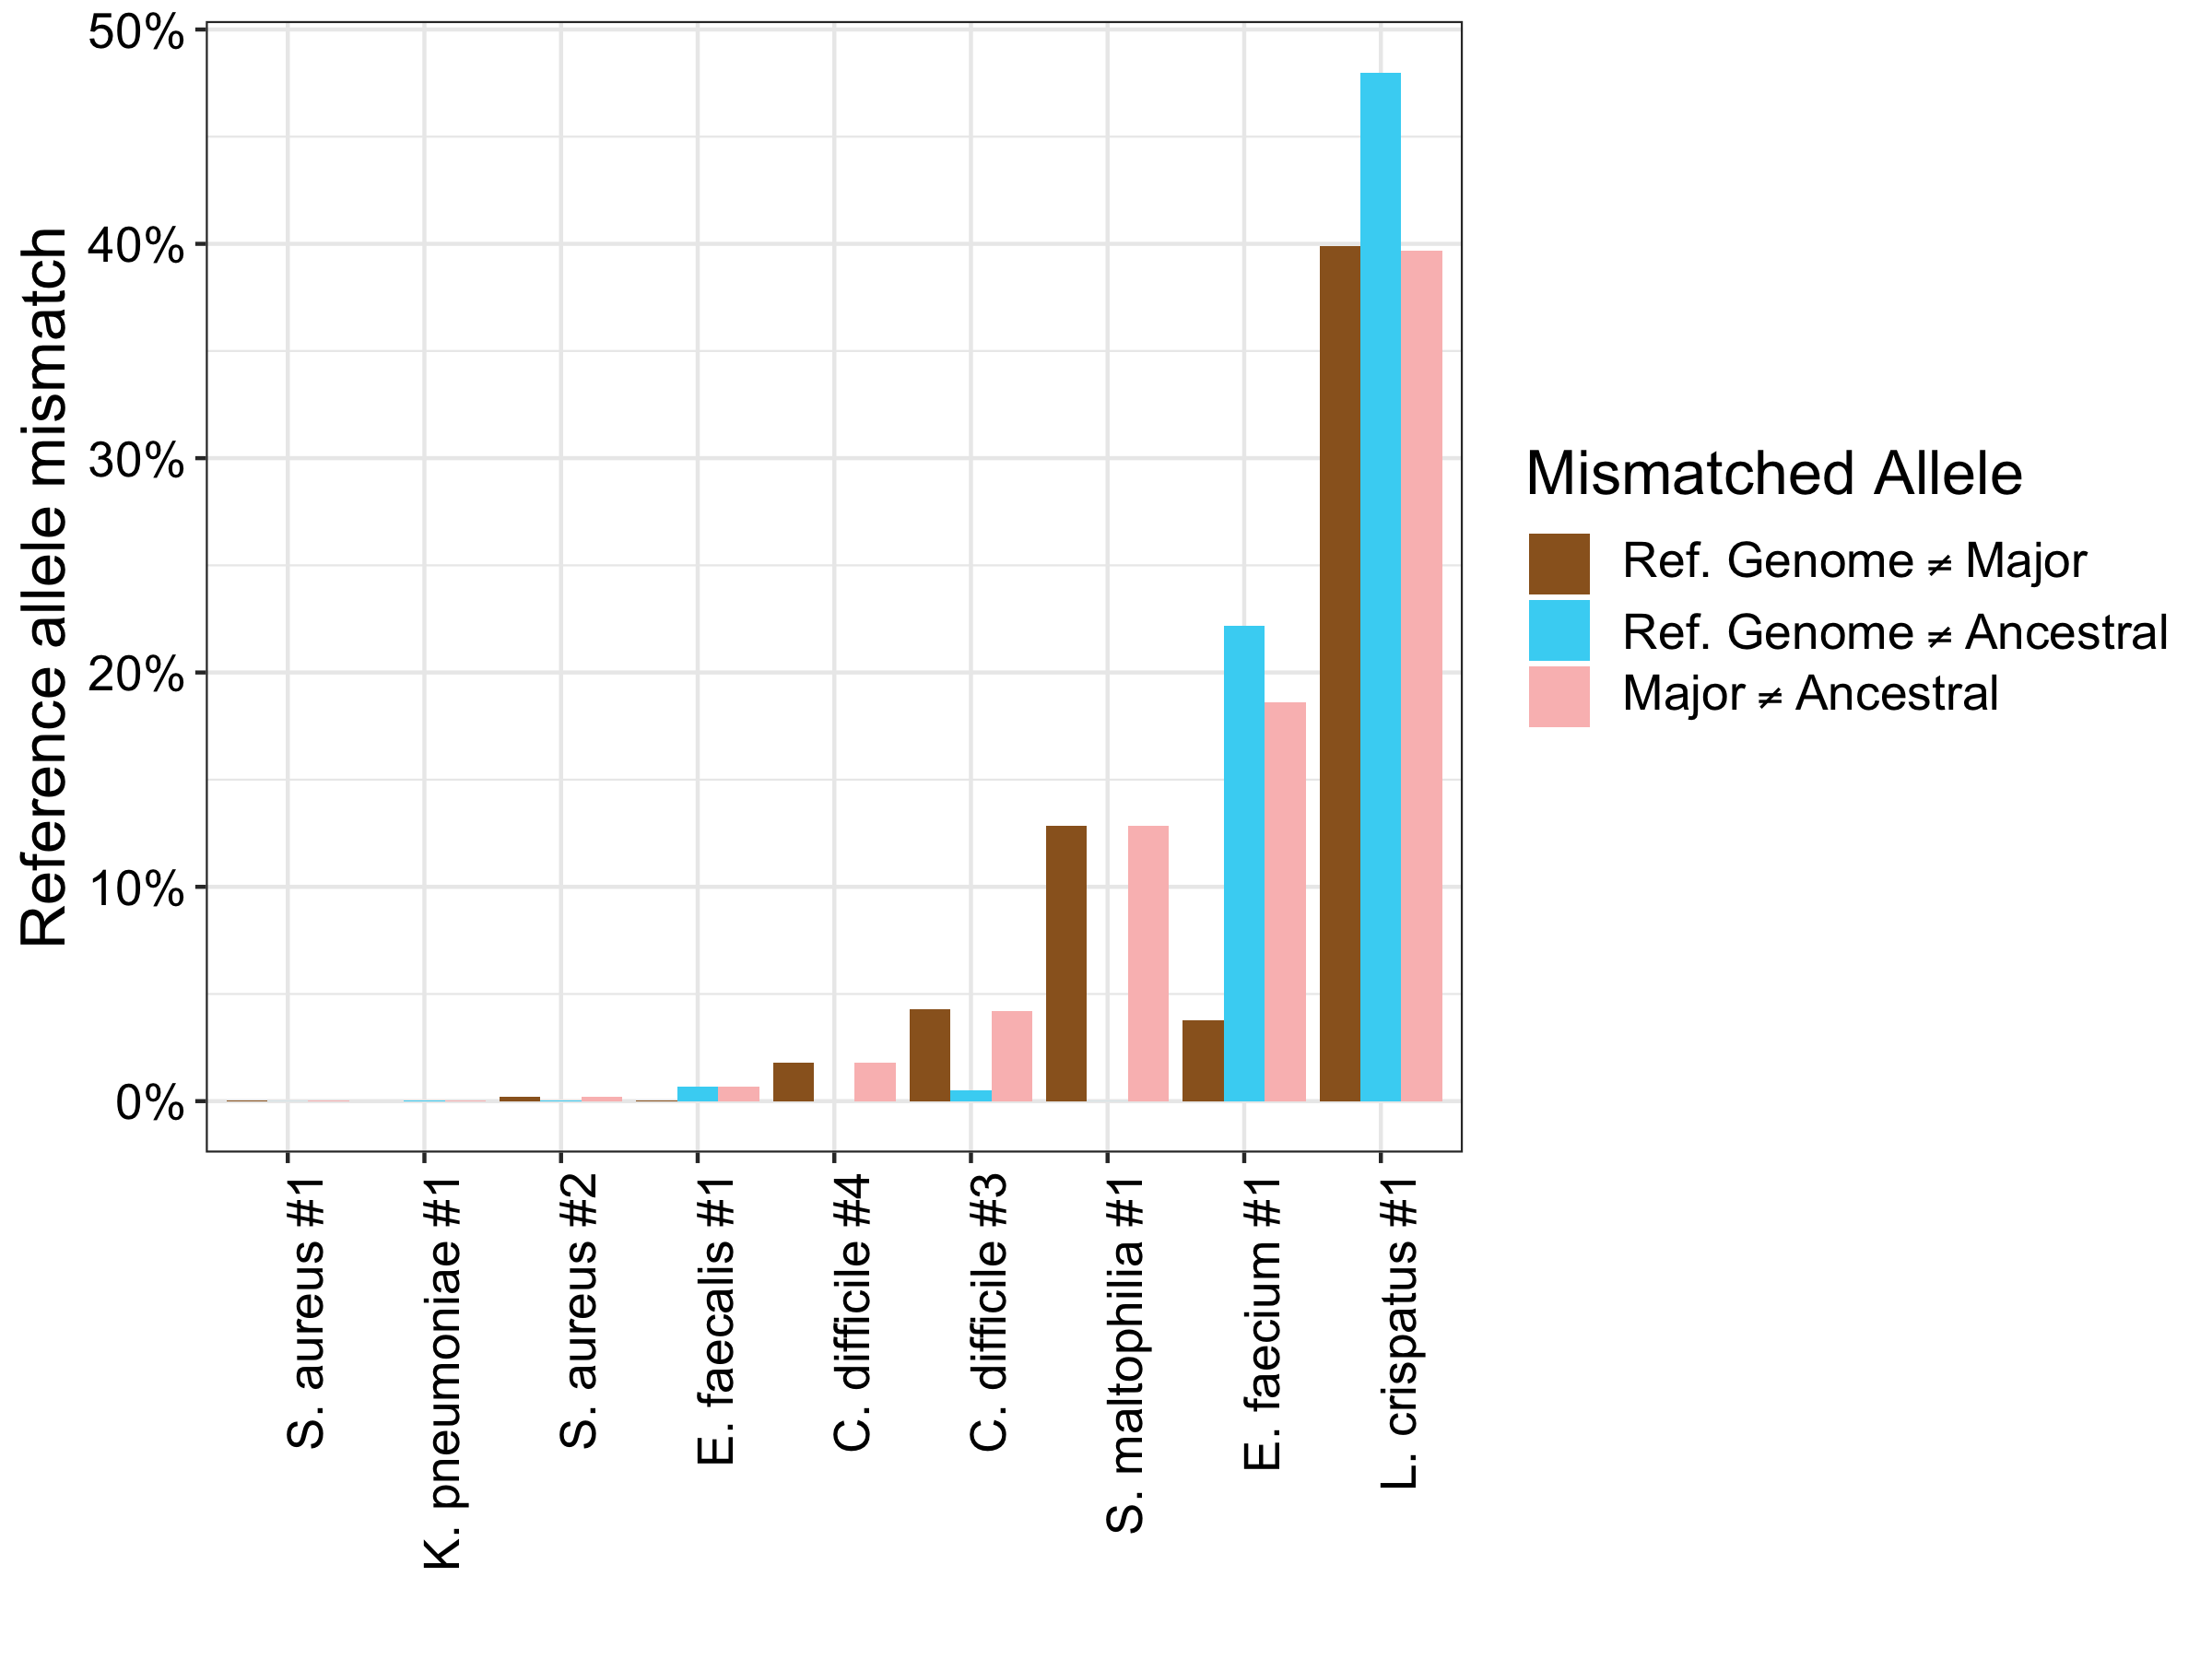 Reference allele mismatch
50%
40%
30%
20%
10%
0%
S. aureus #1
K. pneumoniae #1
S. aureus #2
E. faecalis #1
C. difficile #4
C. difficile #3
S. maltophilia #1
E. faecium #1
L. crispatus #1
Mismatched Allele
Ref. Genome ≠ Major
Ref. Genome ≠ Ancestral
Major ≠ Ancestral